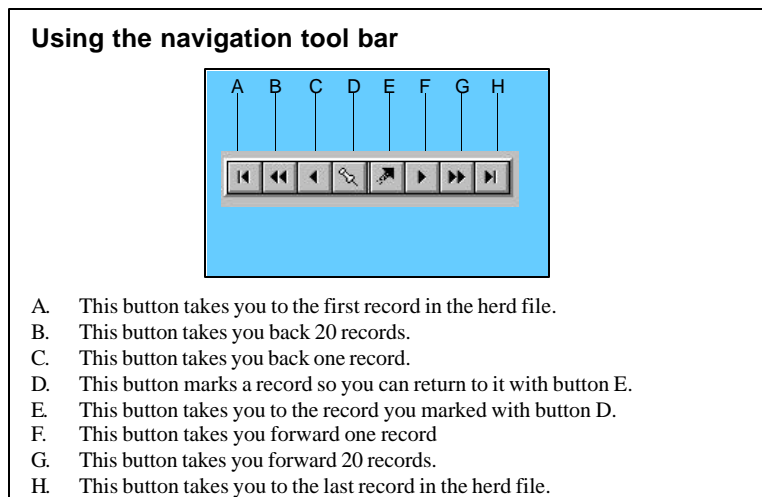 Using the navigation tool bar
A B C D E F G H
A. This button takes you to the first record in the herd file.
B. This button takes you back 20 records.
C. This button takes you back one record.
D. This button marks a record so you can return to it with button E.
E. This button takes you to the record you marked with button D.
F. This button takes you forward one record
G. This button takes you forward 20 records.
H. This button takes you to the last record in the herd file.